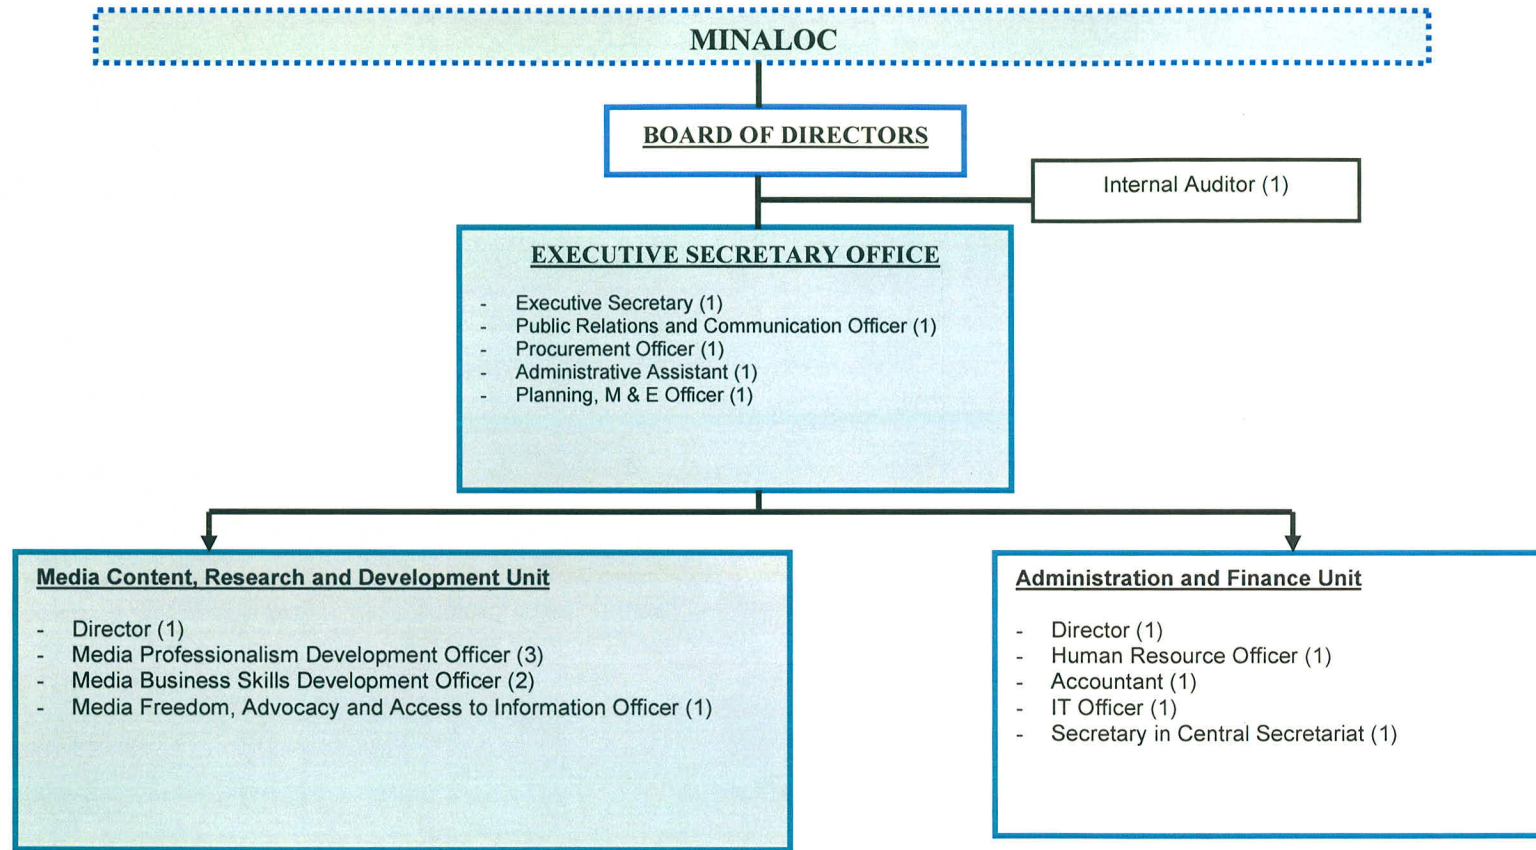 MINALOC
BOARD OF DIRECTORS
Internal Auditor (1)
EXECUTIVE SECRETARY OFFICE
- Executive Secretary (1)
- Public Relations and Communication Officer (1)
- Procurement Officer (1)
- Administrative Assistant (1)
- Planning, M & E Officer (1)
Media Content, Research and Development Unit
- Director (1)
- Media Professionalism Development Officer (3)
- Media Business Skills Development Officer (2)
- Media Freedom, Advocacy and Access to Information Officer (1)
Administration and Finance Unit
- Director (1)
- Human Resource Officer (1)
- Accountant (1)
- IT Officer (1)
- Secretary in Central Secretariat (1)